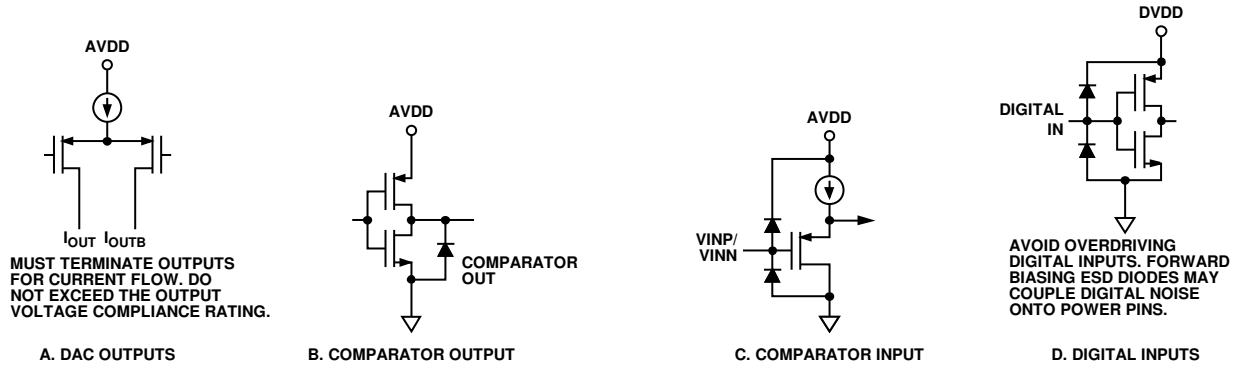 AVDD
I_OUT I_OUTB
MUST TERMINATE OUTPUTS
FOR CURRENT FLOW. DO
NOT EXCEED THE OUTPUT
VOLTAGE COMPLIANCE RATING.
A. DAC OUTPUTS
AVDD
COMPARATOR
OUT
B. COMPARATOR OUTPUT
AVDD
VINP/
VINN
C. COMPARATOR INPUT
DVDD
DIGITAL
IN
AVOID OVERDRIVING
DIGITAL INPUTS. FORWARD
BIASING ESD DIODES MAY
COUPLE DIGITAL NOISE
ONTO POWER PINS.
D. DIGITAL INPUTS